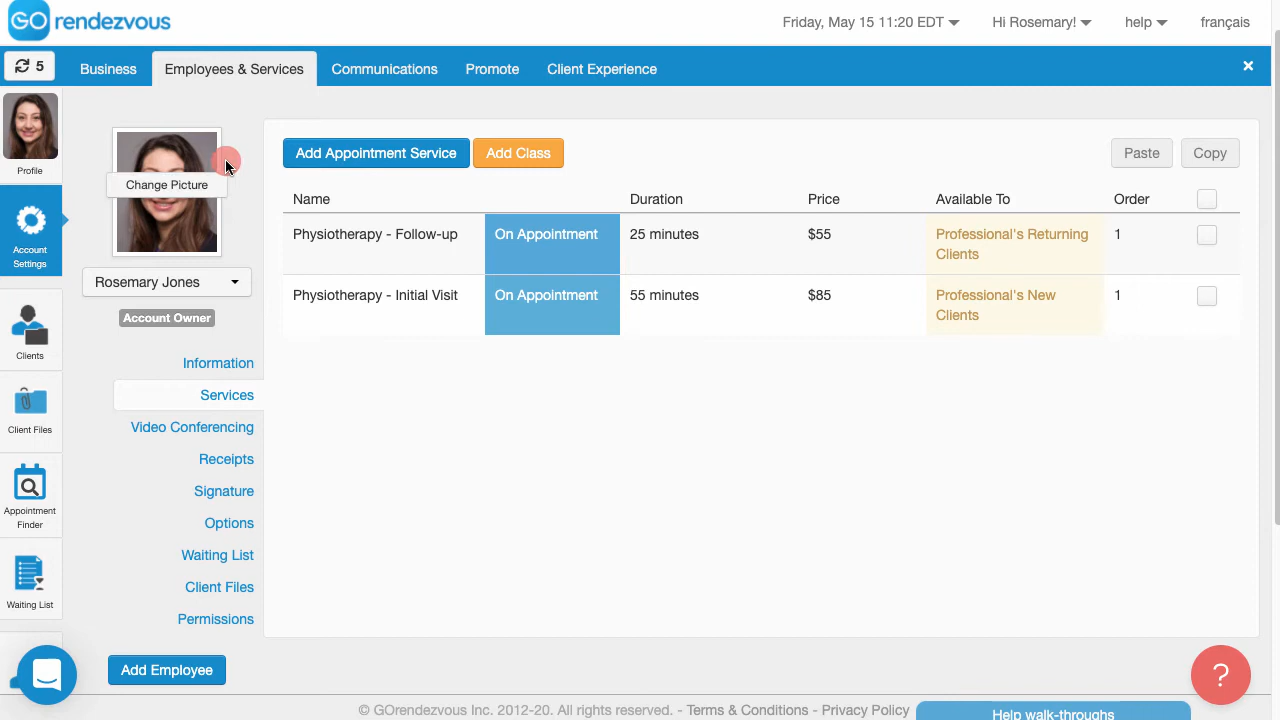 GO rendezvous
Friday, May 15 11:20 EDT
Hi Rosemary!
help
français
5
Business
Employees & Services
Communications
Promote
Client Experience
×
Profile
Account
Settings
Clients
Client Files
Appointment
Finder
Waiting List
Change Picture
Rosemary Jones
Account Owner
Information
Services
Video Conferencing
Receipts
Signature
Options
Waiting List
Client Files
Permissions
Add Employee
Add Appointment Service
Add Class
Paste
Copy
Name
Duration
Price
Available To
Order
Physiotherapy - Follow-up
On Appointment
25 minutes
$55
Professional's Returning
Clients
1
Physiotherapy - Initial Visit
On Appointment
55 minutes
$85
Professional's New
Clients
1
?
© GOrendezvous Inc. 2012-20. All rights reserved. - Terms & Conditions - Privacy Policy
Help walk-throughs